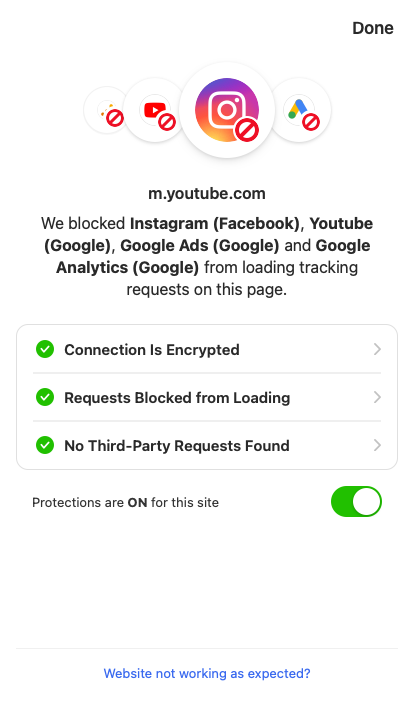 Done
m.youtube.com
We blocked Instagram (Facebook), Youtube
(Google), Google Ads (Google) and Google
Analytics (Google) from loading tracking
requests on this page.
Connection Is Encrypted
Requests Blocked from Loading
No Third-Party Requests Found
Protections are ON for this site
Website not working as expected?